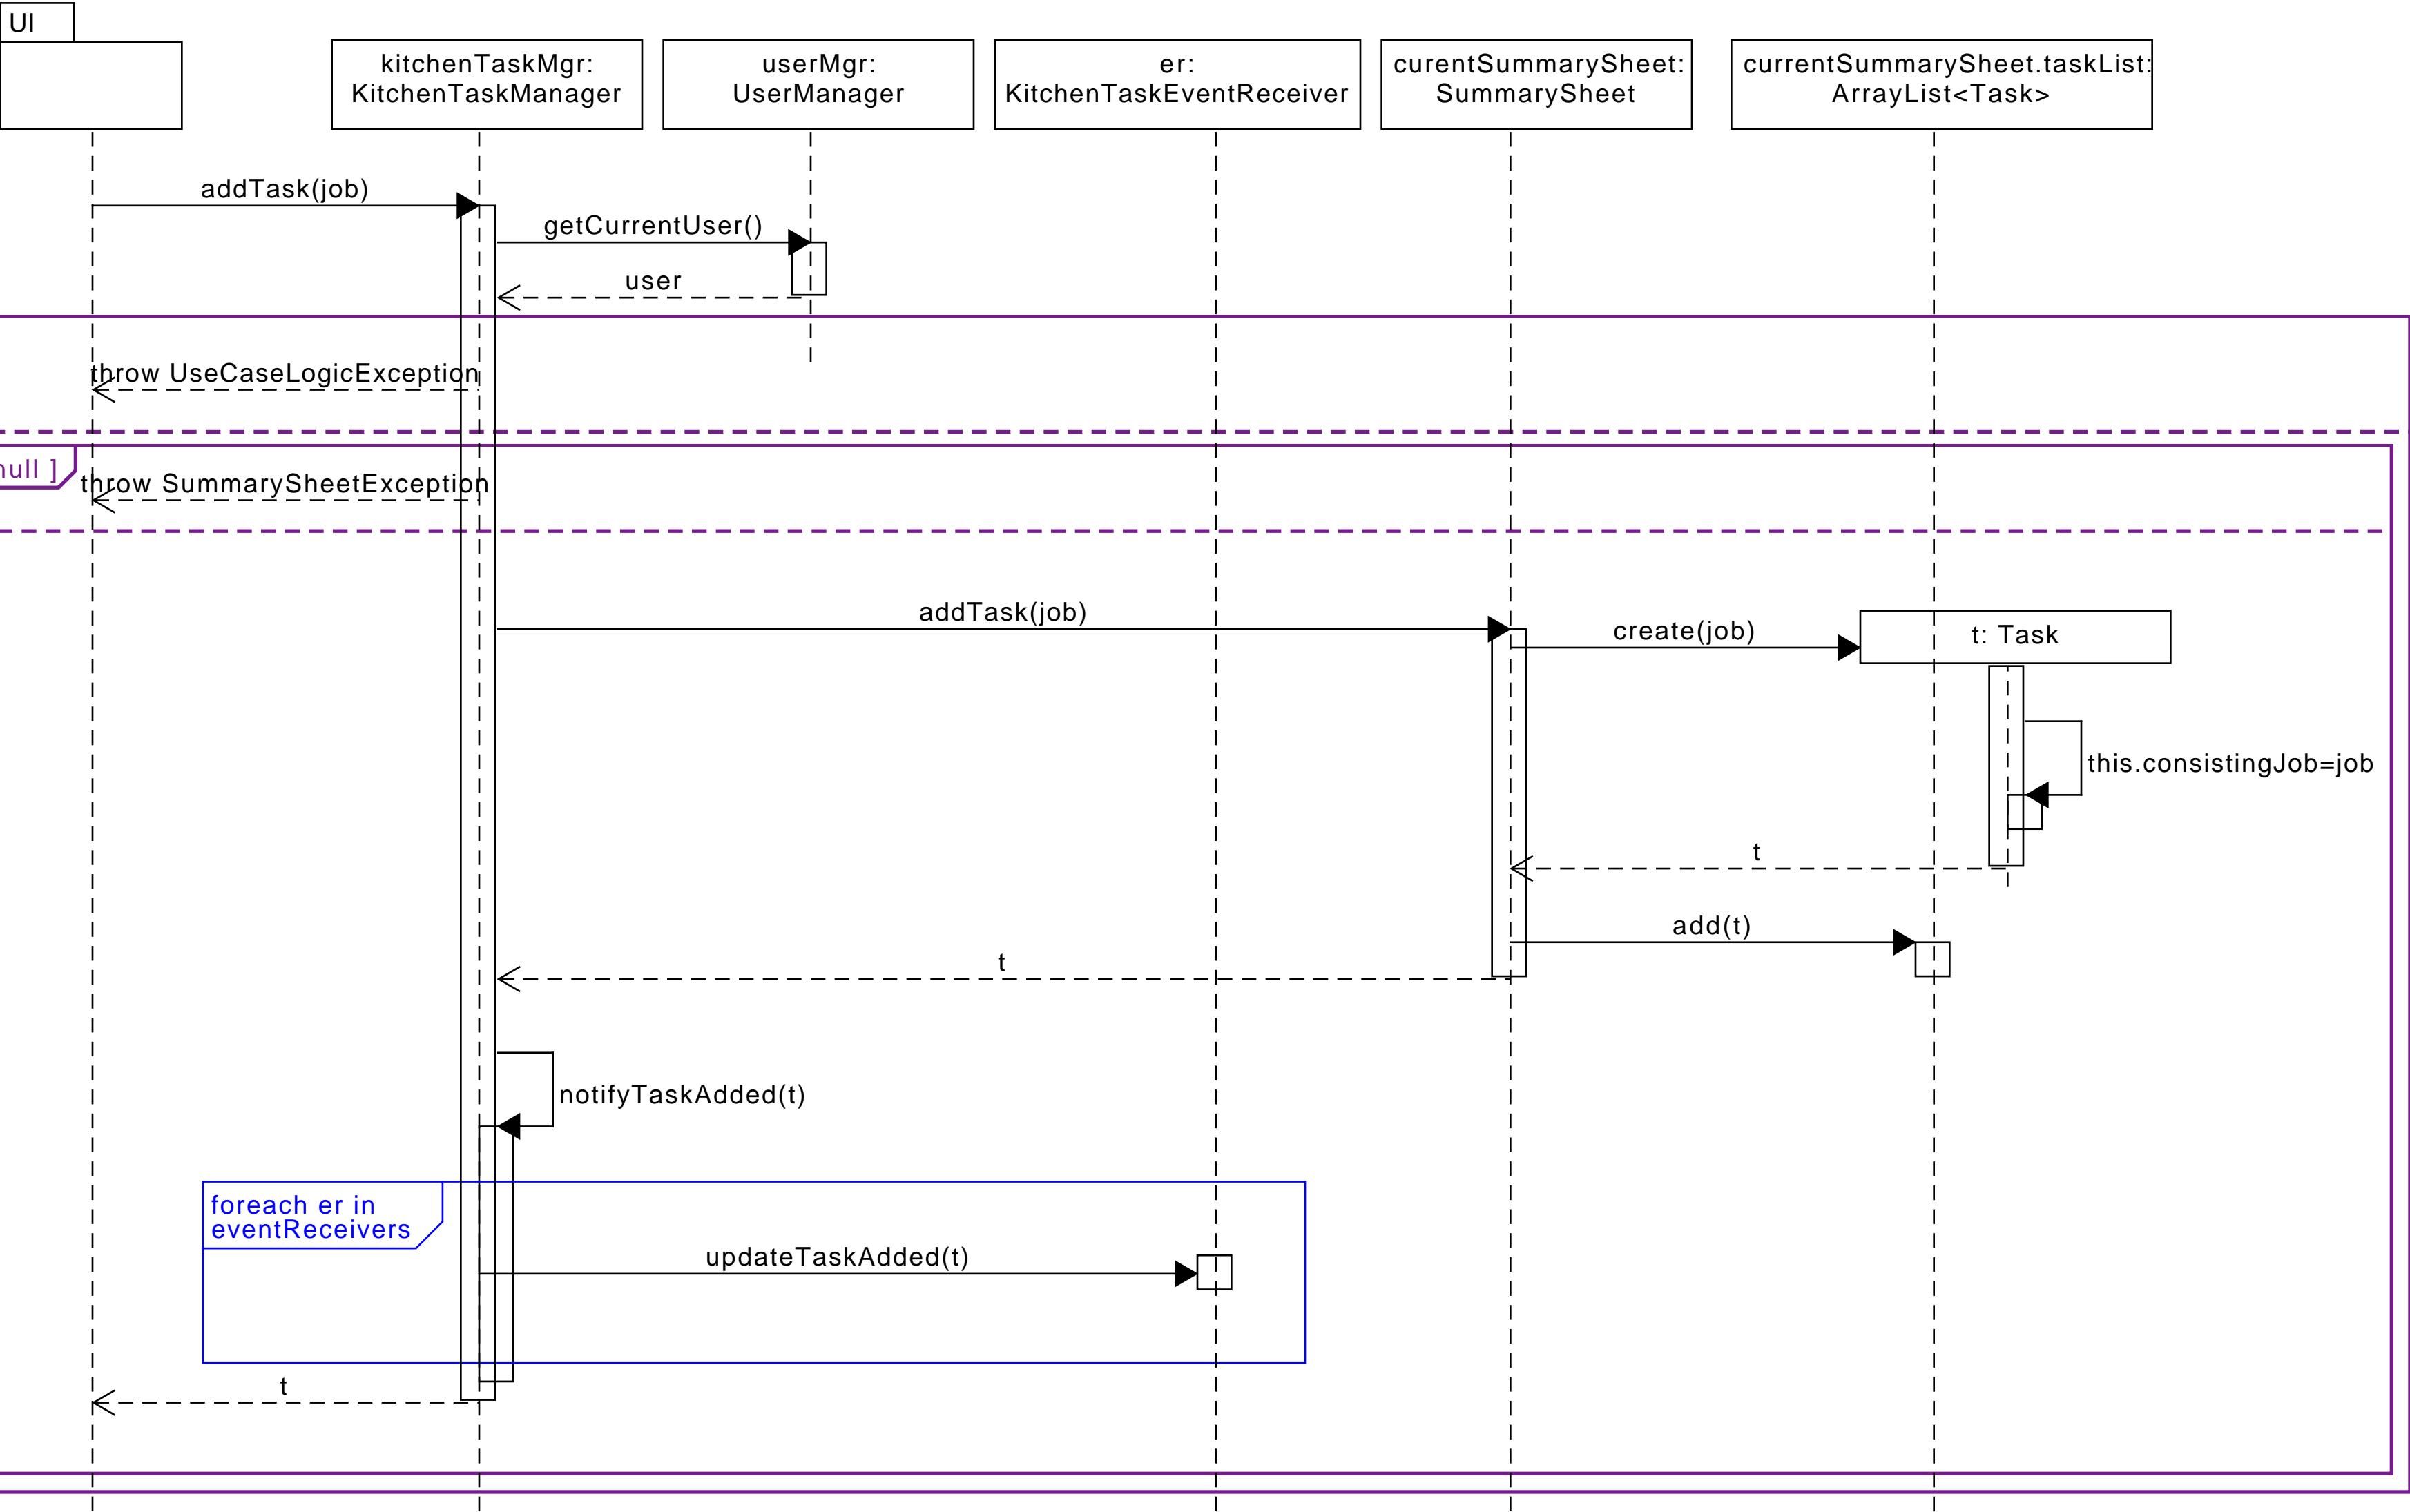 UI
kitchenTaskMgr:
KitchenTaskManager
userMgr:
UserManager
er:
KitchenTaskEventReceiver
curentSummarySheet:
SummarySheet
currentSummarySheet.taskList:
ArrayList<Task>
addTask(job)
getCurrentUser()
user
throw UseCaseLogicException
null ]
throw SummarySheetException
addTask(job)
create(job)
t: Task
this.consistingJob=job
t
add(t)
t
notifyTaskAdded(t)
foreach er in
eventReceivers
updateTaskAdded(t)
t